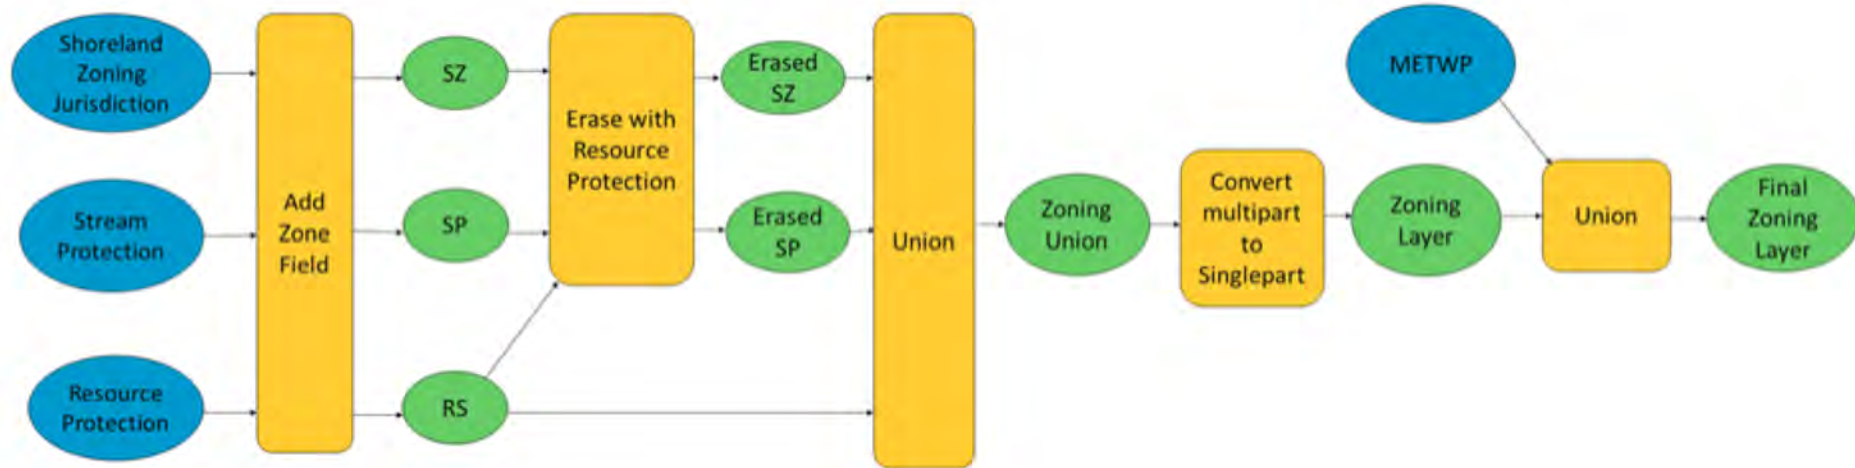 Shoreland
Zoning
Jurisdiction
Stream
Protection
Resource
Protection
Add
Zone
Field
SZ
SP
RS
Erase with
Resource
Protection
Erased
SZ
Erased
SP
Union
Zoning
Union
Convert
multipart
to
Singlepart
METWP
Zoning
Layer
Union
Final
Zoning
Layer